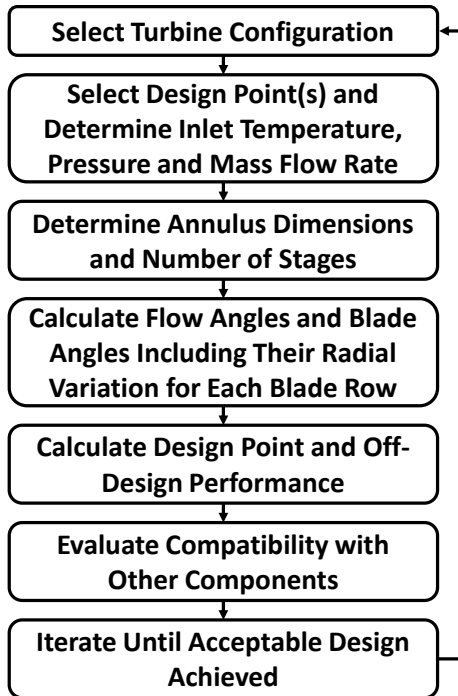 Select Turbine Configuration
Select Design Point(s) and
Determine Inlet Temperature,
Pressure and Mass Flow Rate
Determine Annulus Dimensions
and Number of Stages
Calculate Flow Angles and Blade
Angles Including Their Radial
Variation for Each Blade Row
Calculate Design Point and Off-
Design Performance
Evaluate Compatibility with
Other Components
Iterate Until Acceptable Design
Achieved